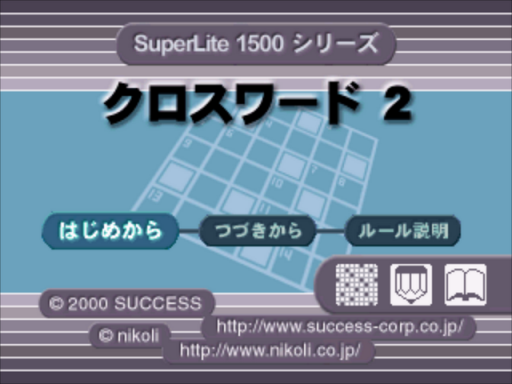 SuperLite 1500 シリーズ
クロスワード 2
はじめから
つづきから
ルール説明
© 2000 SUCCESS
http://www.success-corp.co.jp/
© nikoli
http://www.nikoli.co.jp/